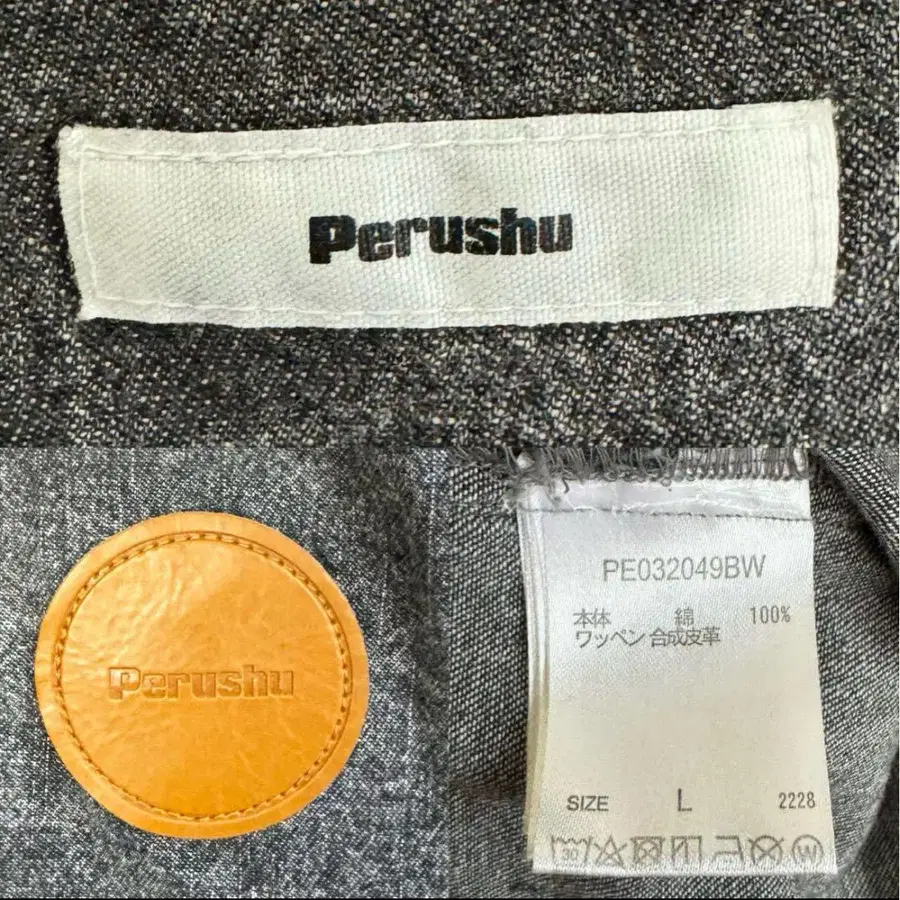 Perushu
Perushu
PE032049BW
本体 綿 100%
ワッペン 合成皮革
SIZE L 2228